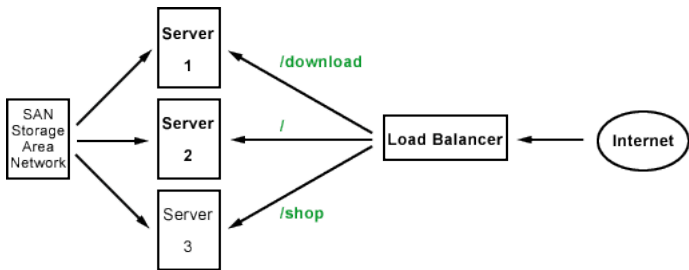 SAN
Storage
Area
Network
Server
1
Server
2
Server
3
/download
/
/shop
Load Balancer
Internet